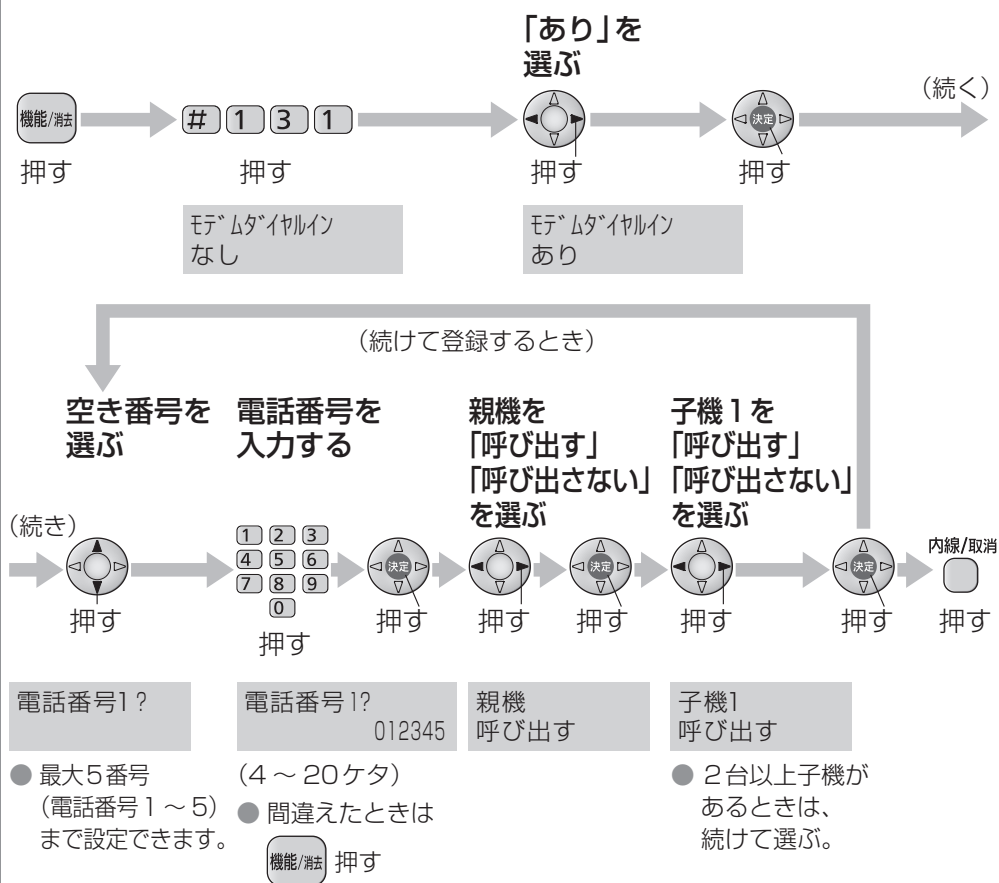 「あり」を
選ぶ
(続く)
機能/消去
# 1 3 1
決定
押す
押す
押す
押す
ﾓﾃﾞﾑﾀﾞｲﾔﾙｲﾝ
なし
ﾓﾃﾞﾑﾀﾞｲﾔﾙｲﾝ
あり
(続けて登録するとき)
空き番号を
選ぶ
電話番号を
入力する
親機を
「呼び出す」
「呼び出さない」
を選ぶ
子機1を
「呼び出す」
「呼び出さない」
を選ぶ
(続き)
内線/取消
1 2 3
4 5 6
7 8 9
0
決定
決定
決定
押す
押す
押す
押す
押す
押す
押す
押す
電話番号1?
電話番号1?
012345
親機
呼び出す
子機1
呼び出す
● 最大5番号
(電話番号1～5)
まで設定できます。
(4～20ケタ)
● 間違えたときは
機能/消去 押す
● 2台以上子機が
あるときは、
続けて選ぶ。